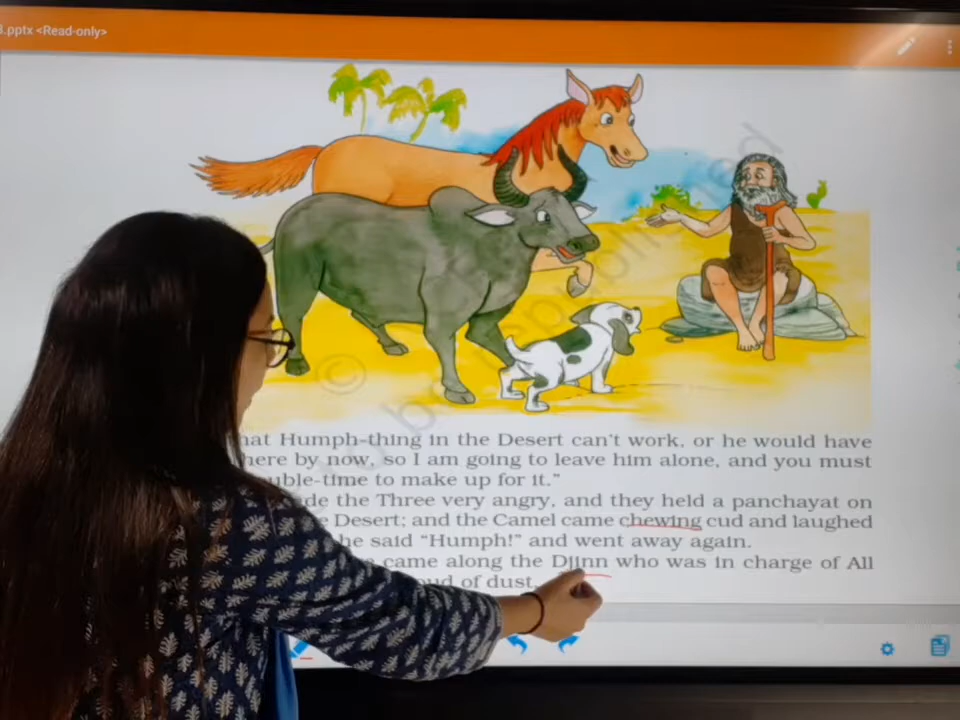 .pptx <Read-only>
hat Humph-thing in the Desert can't work, or he would have
here by now, so I am going to leave him alone, and you must
uble-time to make up for it."
de the Three very angry, and they held a panchayat on
e Desert; and the Camel came chewing cud and laughed
he said "Humph!" and went away again.
came along the Djinn who was in charge of All
oud of dust.